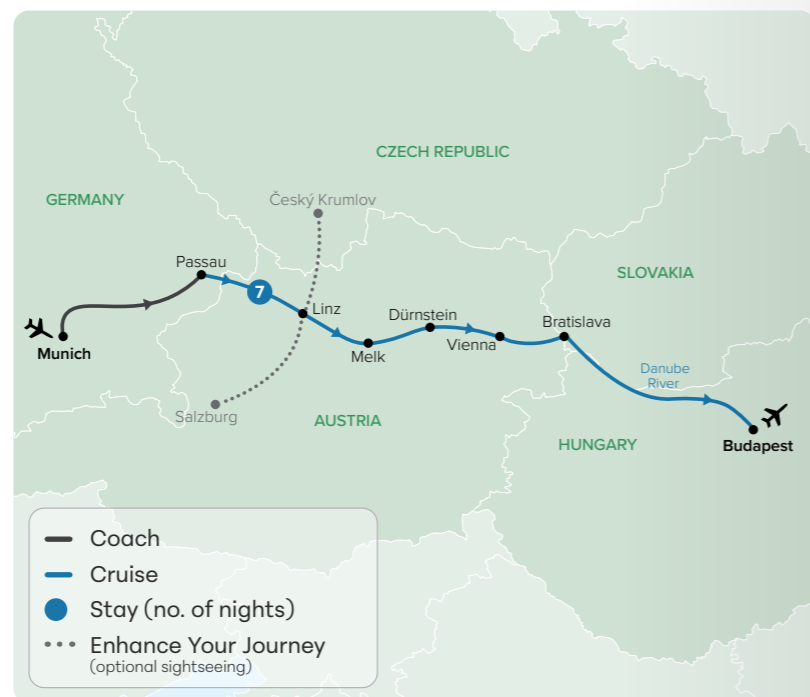 CZECH REPUBLIC
GERMANY
Český Krumlov
Passau
SLOVAKIA
7
Linz
Dürnstein
Bratislava
Munich
Melk
Vienna
Danube
River
Salzburg
AUSTRIA
HUNGARY
Budapest
Coach
Cruise
Stay (no. of nights)
Enhance Your Journey
(optional sightseeing)